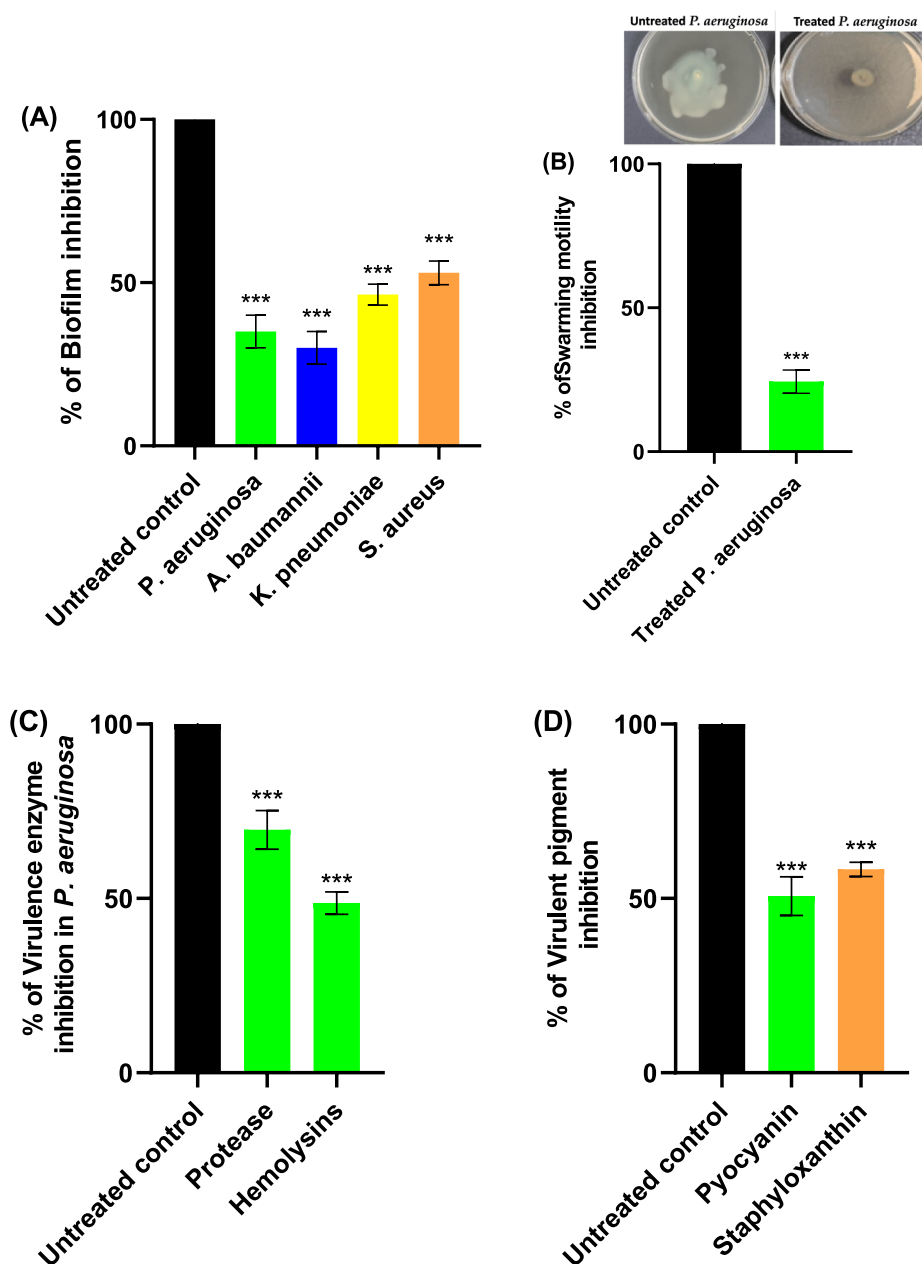 Untreated P. aeruginosa
Treated P. aeruginosa
(A)
% of Biofilm inhibition
100
50
0
***
***
***
***
Untreated control
P. aeruginosa
A. baumannii
K. pneumoniae
S. aureus
(B)
% ofSwarming motility
inhibition
100
50
0
***
Untreated control
Treated P. aeruginosa
(C)
% of Virulence enzyme
inhibition in P. aeruginosa
100
50
0
***
***
Untreated control
Protease
Hemolysins
(D)
% of Virulent pigment
inhibition
100
50
0
***
***
Untreated control
Pyocyanin
Staphyloxanthin